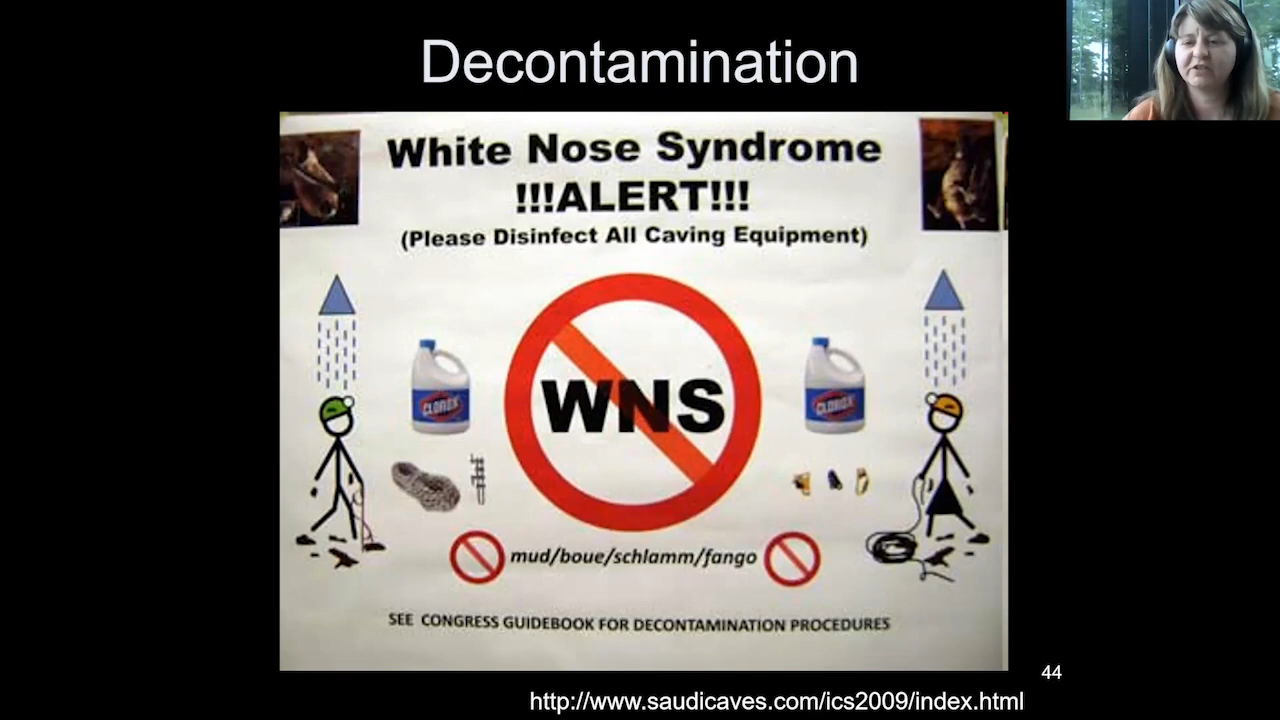 Decontamination
White Nose Syndrome
!!!ALERT!!!
(Please Disinfect All Caving Equipment)
CLOROX
CLOROX
WNS
mud/boue/schlamm/fango
SEE CONGRESS GUIDEBOOK FOR DECONTAMINATION PROCEDURES
44
http://www.saudicaves.com/ics2009/index.html